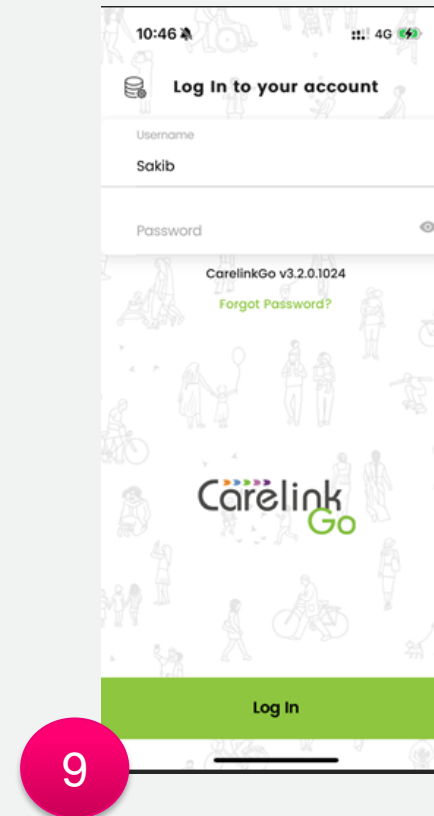 10:46 4G
Log In to your account
Username
Sakib
Password
CarelinkGo v3.2.0.1024
Forgot Password?
Carelink
Go
Log In
9